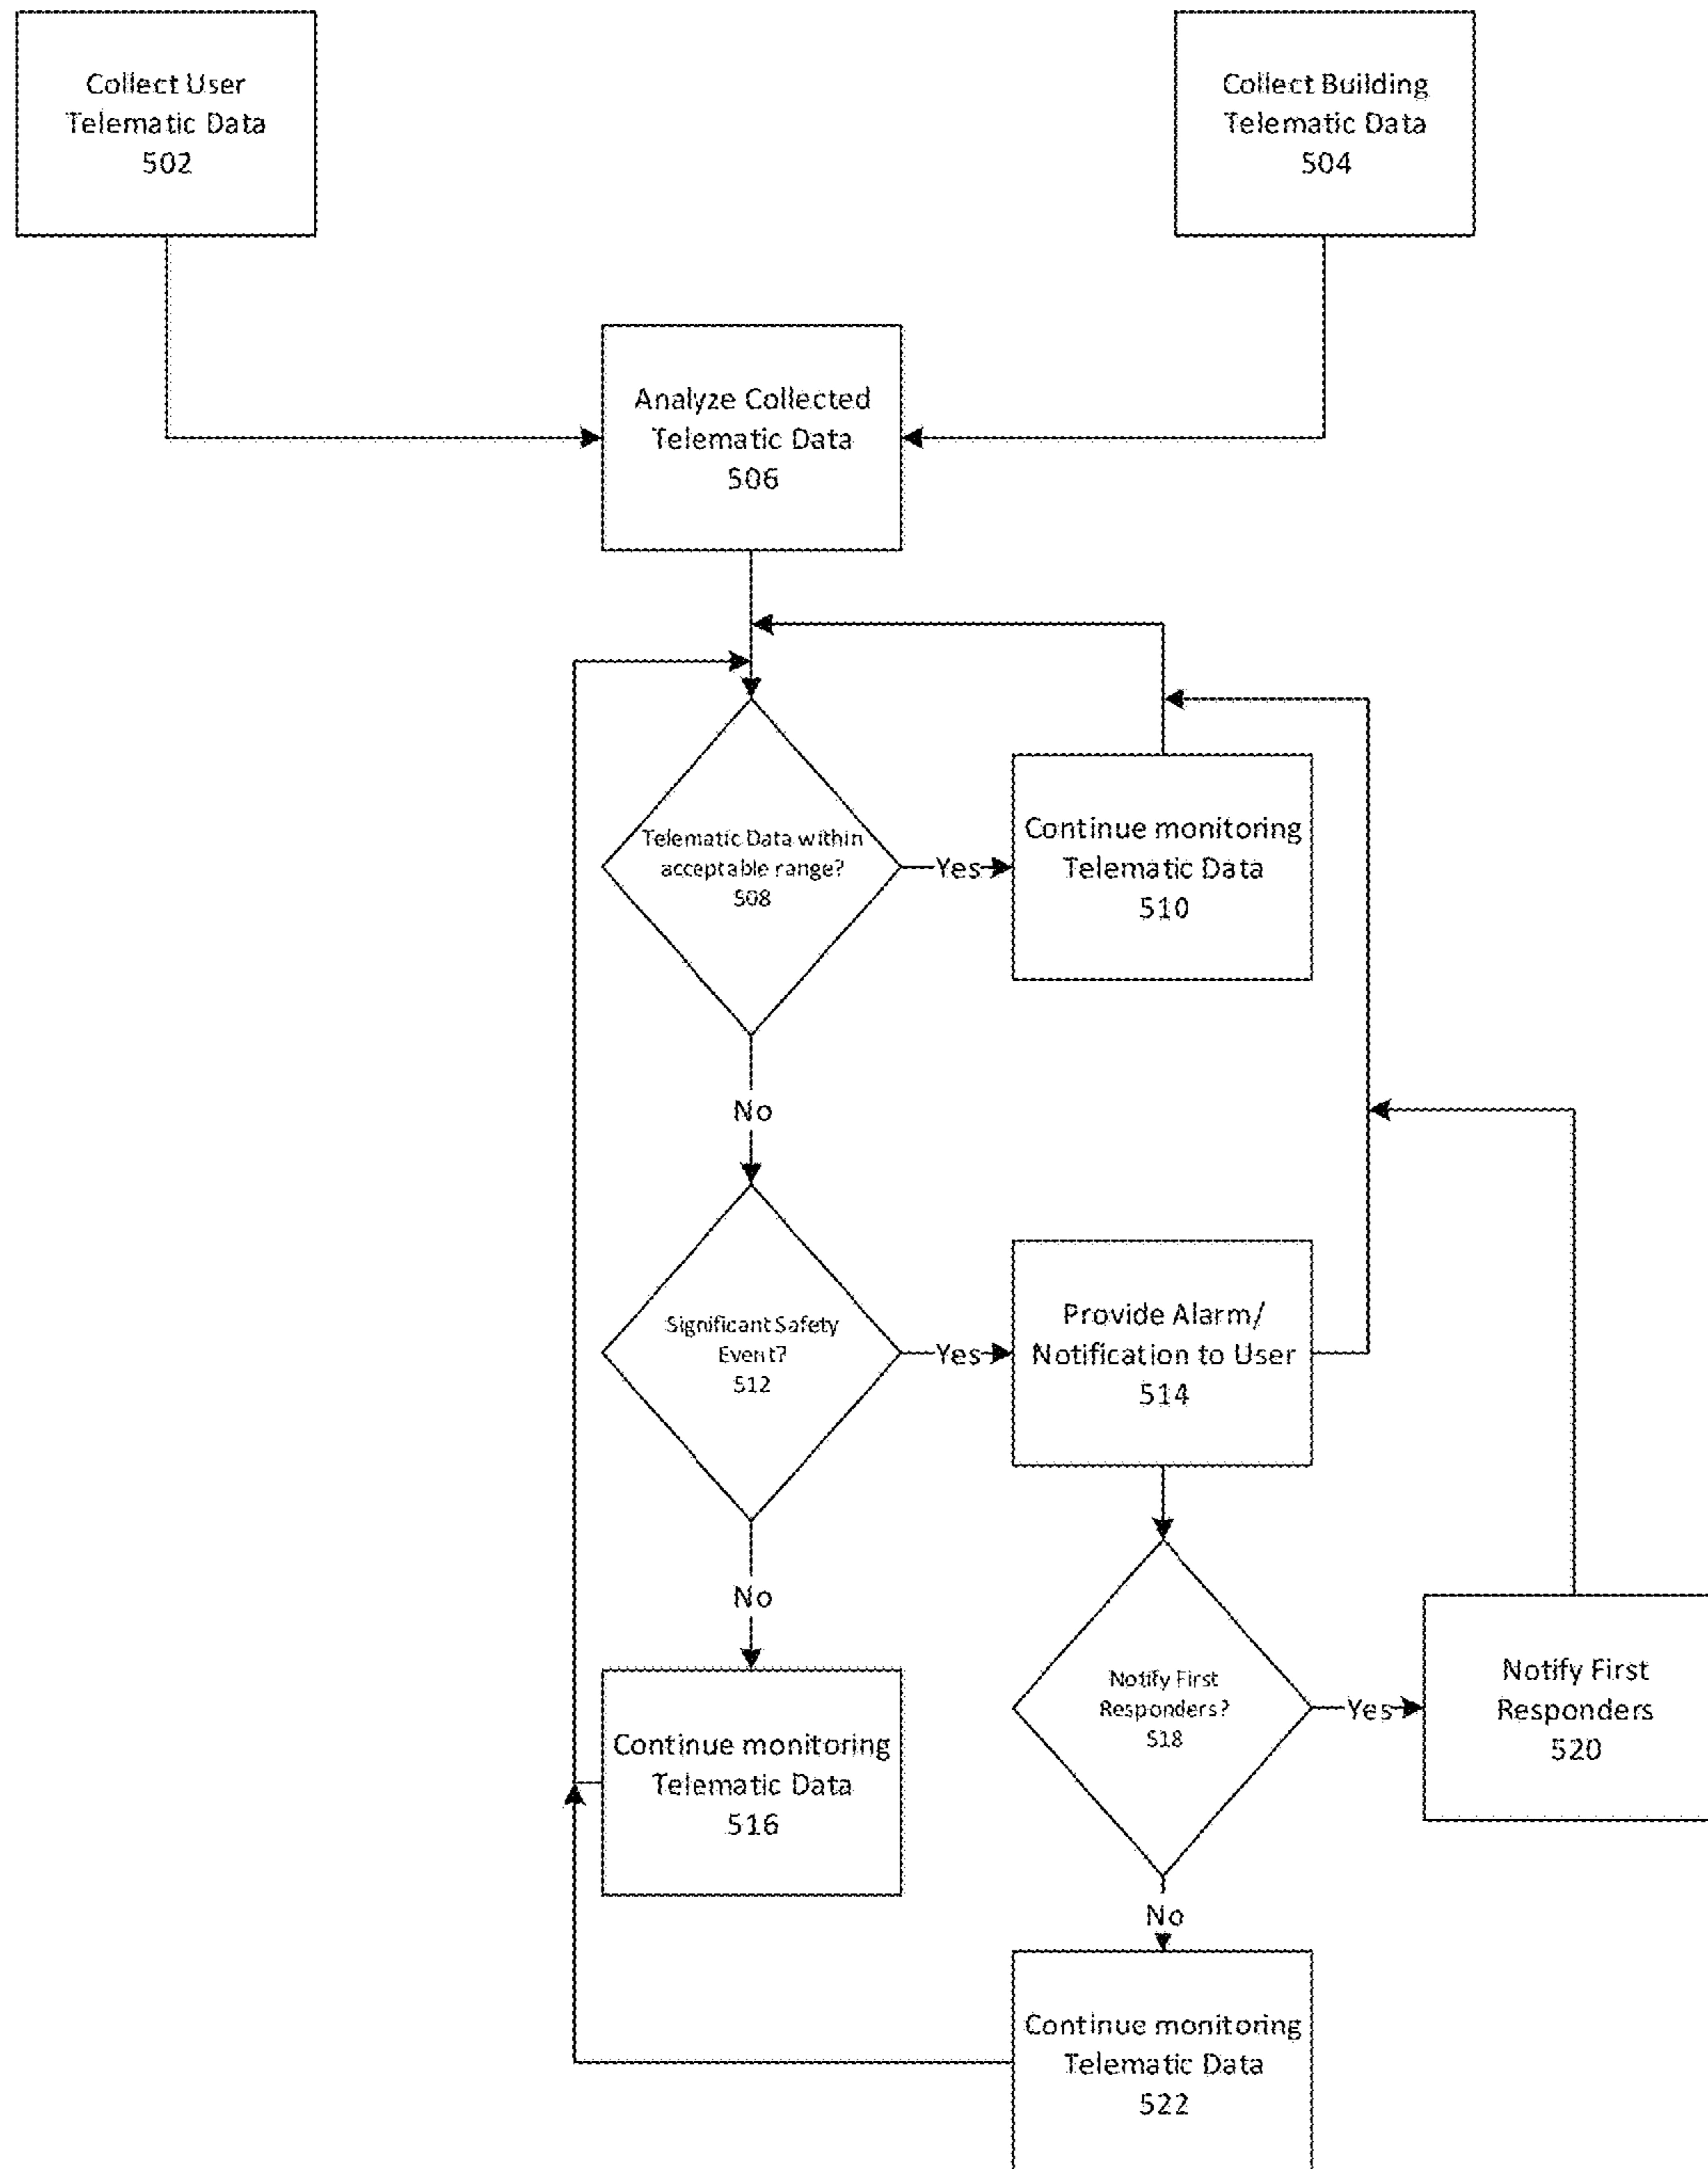 Collect User
Telematic Data
502
Collect Building
Telematic Data
504
Analyze Collected
Telematic Data
506
Telematic Data within
acceptable range?
508
Yes
Continue monitoring
Telematic Data
510
No
Significant Safety
Event?
512
Yes
Provide Alarm/
Notification to User
514
No
Continue monitoring
Telematic Data
516
Notify First
Responders?
518
Yes
Notify First
Responders
520
No
Continue monitoring
Telematic Data
522